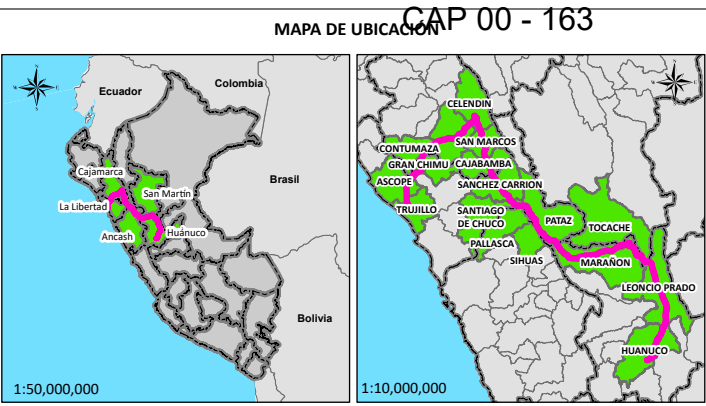 CAP 00 - 163
MAPA DE UBICACIÓN
Ecuador
Colombia
Cajamarca
San Martín
Brasil
La Libertad
Ancash
Huánuco
Bolivia
1:50,000,000
CELENDIN
CONTUMAZA
SAN MARCOS
GRAN CHIMU
CAJABAMBA
ASCOPE
SANCHEZ CARRION
TRUJILLO
SANTIAGO
DE CHUCO
PATAZ
TOCACHE
PALLASCA
SIHUAS
MARAÑON
LEONCIO PRADO
HUANUCO
1:10,000,000